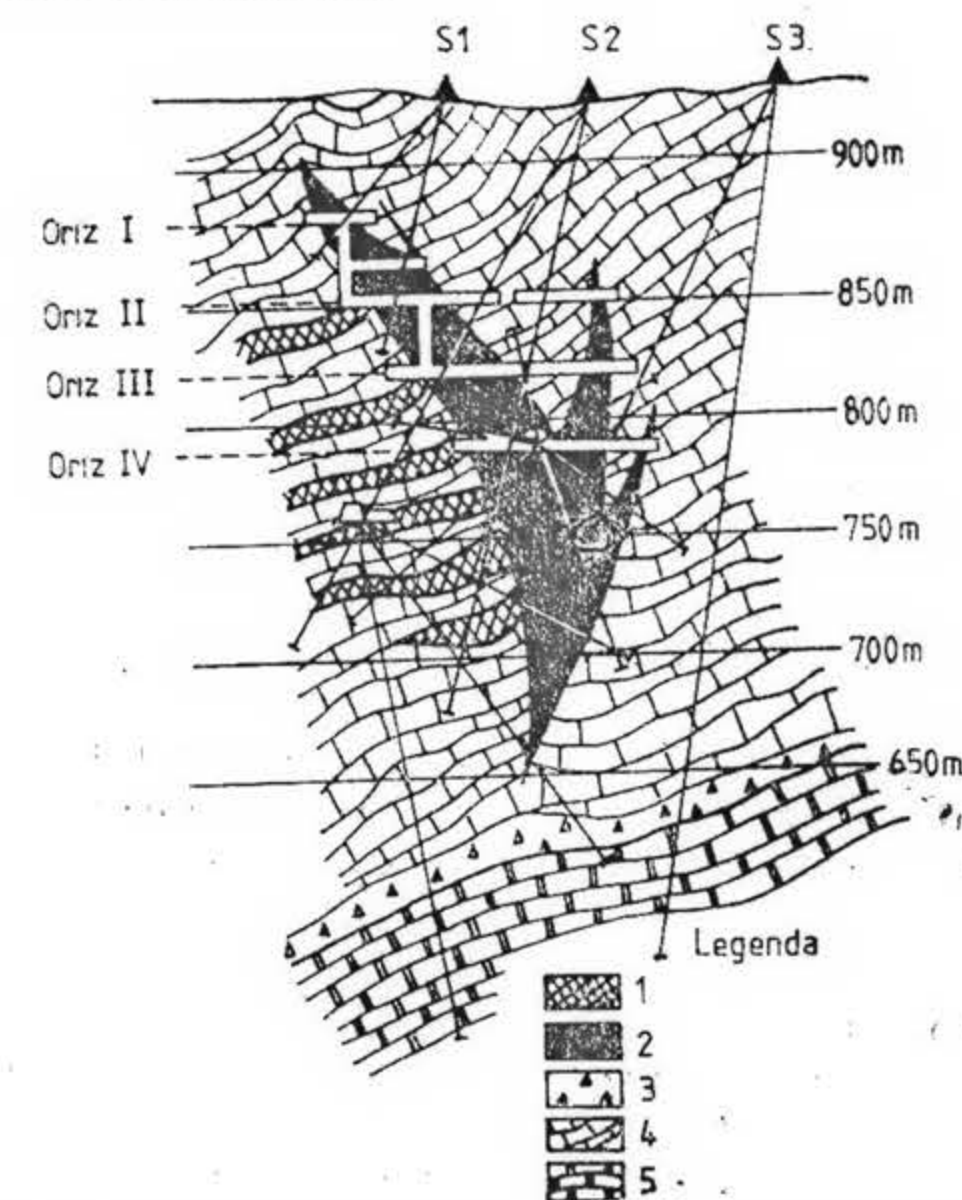 S1 S2 S3.
900m
Oriz I
850m
Oriz II
Oriz III
800m
Oriz IV
750m
700m
650m
Legenda
1
2
3
4
5